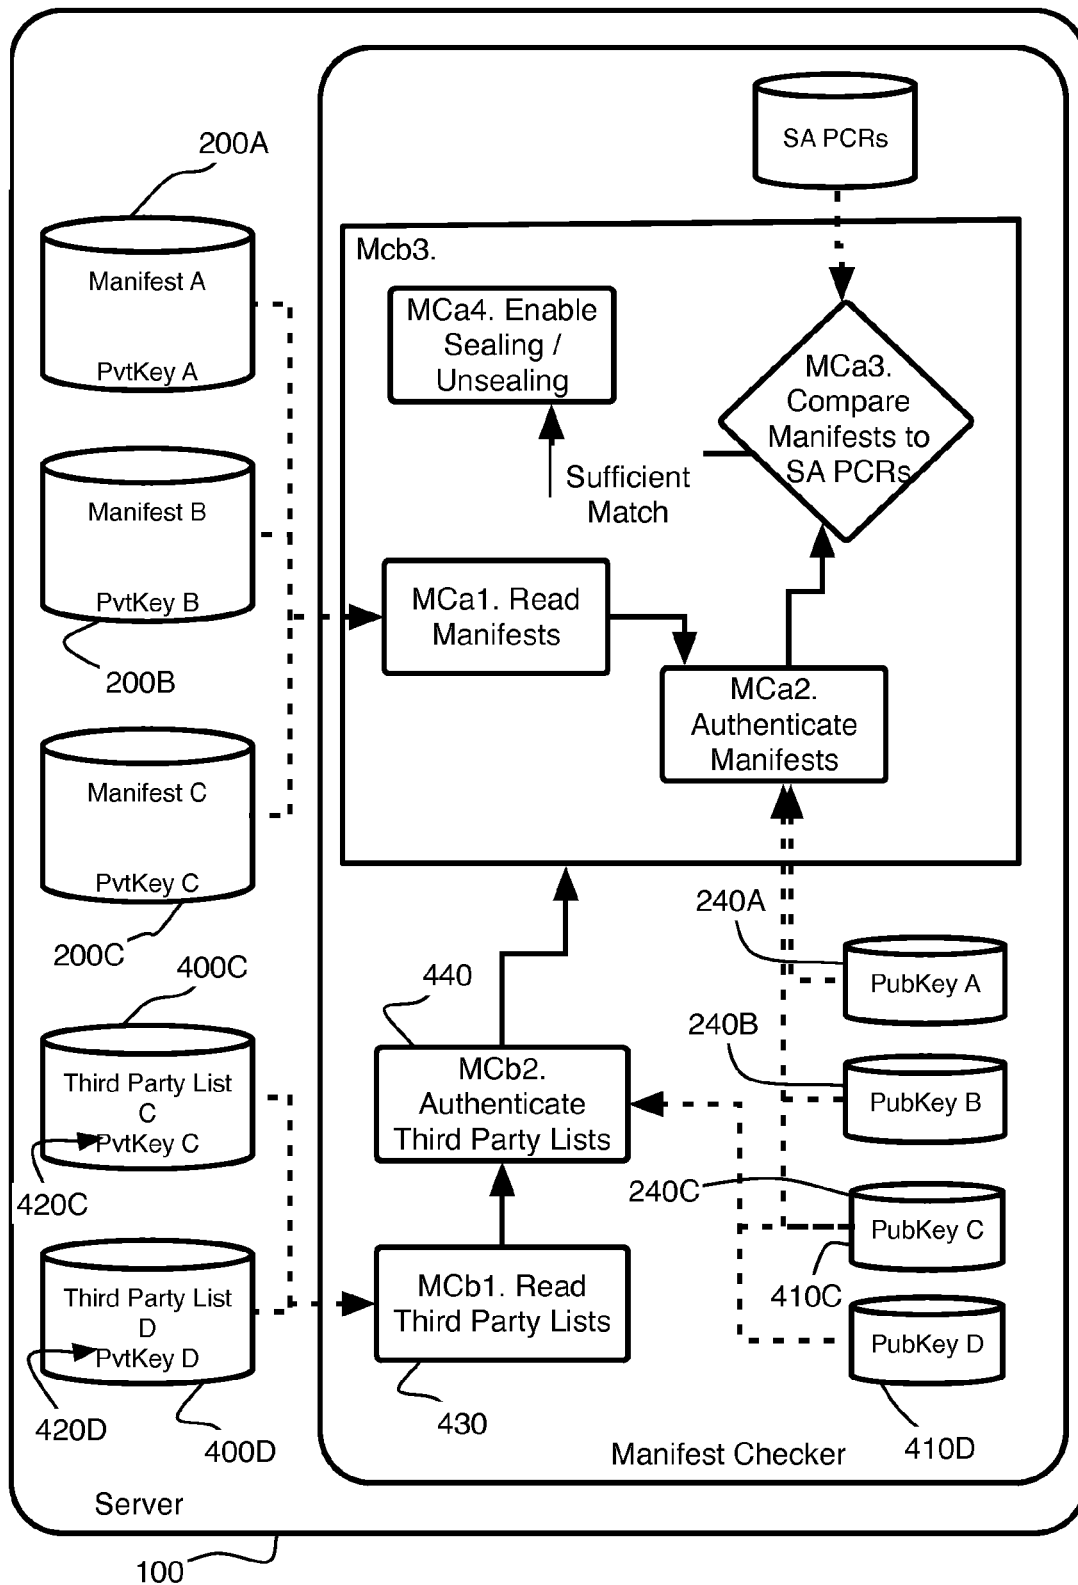 SA PCRs
200A
Manifest A
PvtKey A
Mcb3.
MCa4. Enable
Sealing /
Unsealing
MCa3.
Compare
Manifests to
SA PCRs
Sufficient
Match
Manifest B
PvtKey B
200B
MCa1. Read
Manifests
MCa2.
Authenticate
Manifests
Manifest C
PvtKey C
200C
400C
440
240A
PubKey A
240B
PubKey B
Third Party List
C
PvtKey C
420C
MCb2.
Authenticate
Third Party Lists
240C
PubKey C
410C
Third Party List
D
PvtKey D
420D
400D
MCb1. Read
Third Party Lists
430
PubKey D
410D
Manifest Checker
Server
100